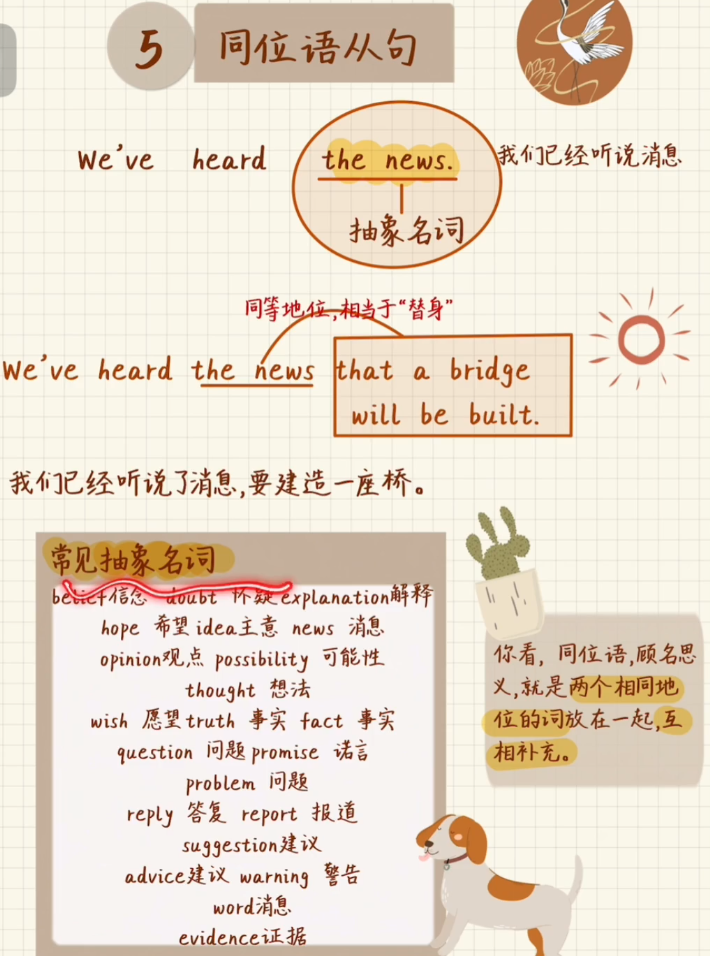 5 同位语从句
We've heard the news. 我们已经听说消息
抽象名词
同等地位,相当于“替身”
We've heard the news that a bridge
will be built.
我们已经听说了消息,要建造一座桥。
常见抽象名词
belief信念 doubt 怀疑 explanation解释
hope 希望 idea主意 news 消息
opinion观点 possibility 可能性
thought 想法
wish 愿望 truth 事实 fact 事实
question 问题 promise 诺言
problem 问题
reply 答复 report 报道
suggestion建议
advice建议 warning 警告
word消息
evidence证据
你看, 同位语,顾名思
义,就是两个相同地
位的词放在一起,互
相补充。